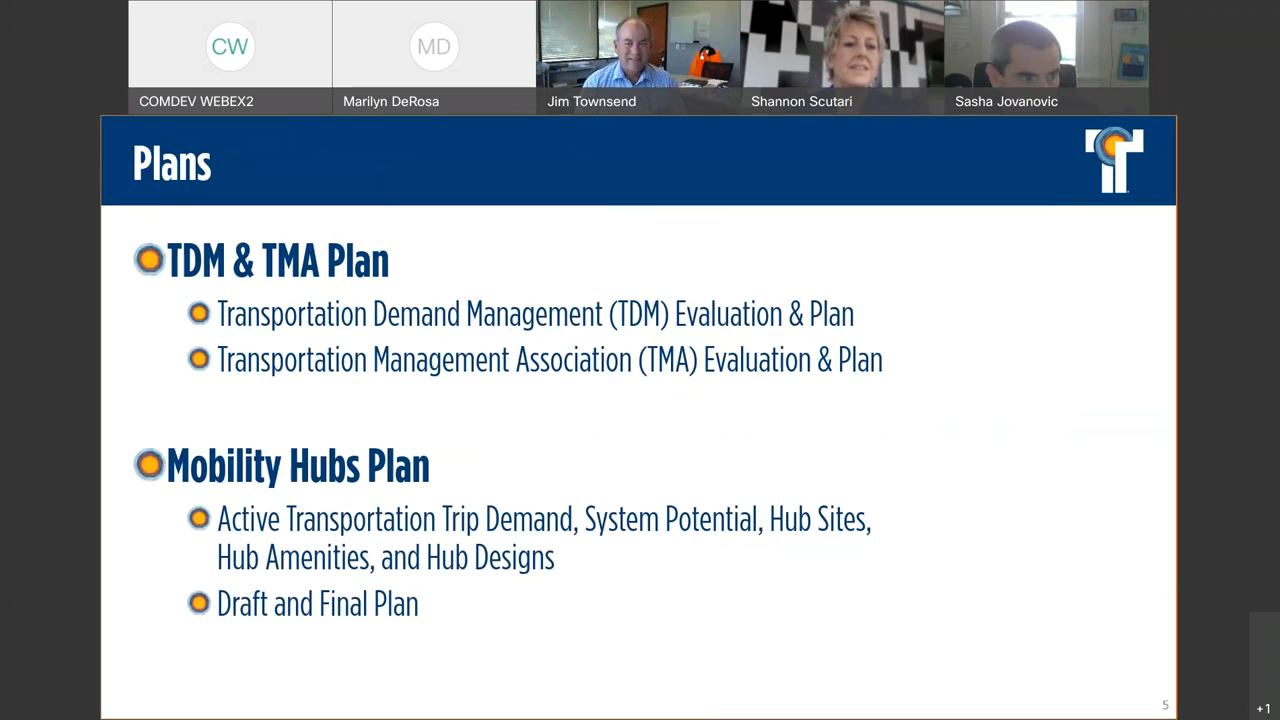 CW
MD
COMDEV WEBEX2
Marilyn DeRosa
Jim Townsend
Shannon Scutari
Sasha Jovanovic
Plans
TDM & TMA Plan
Transportation Demand Management (TDM) Evaluation & Plan
Transportation Management Association (TMA) Evaluation & Plan
Mobility Hubs Plan
Active Transportation Trip Demand, System Potential, Hub Sites,
Hub Amenities, and Hub Designs
Draft and Final Plan
5
+1